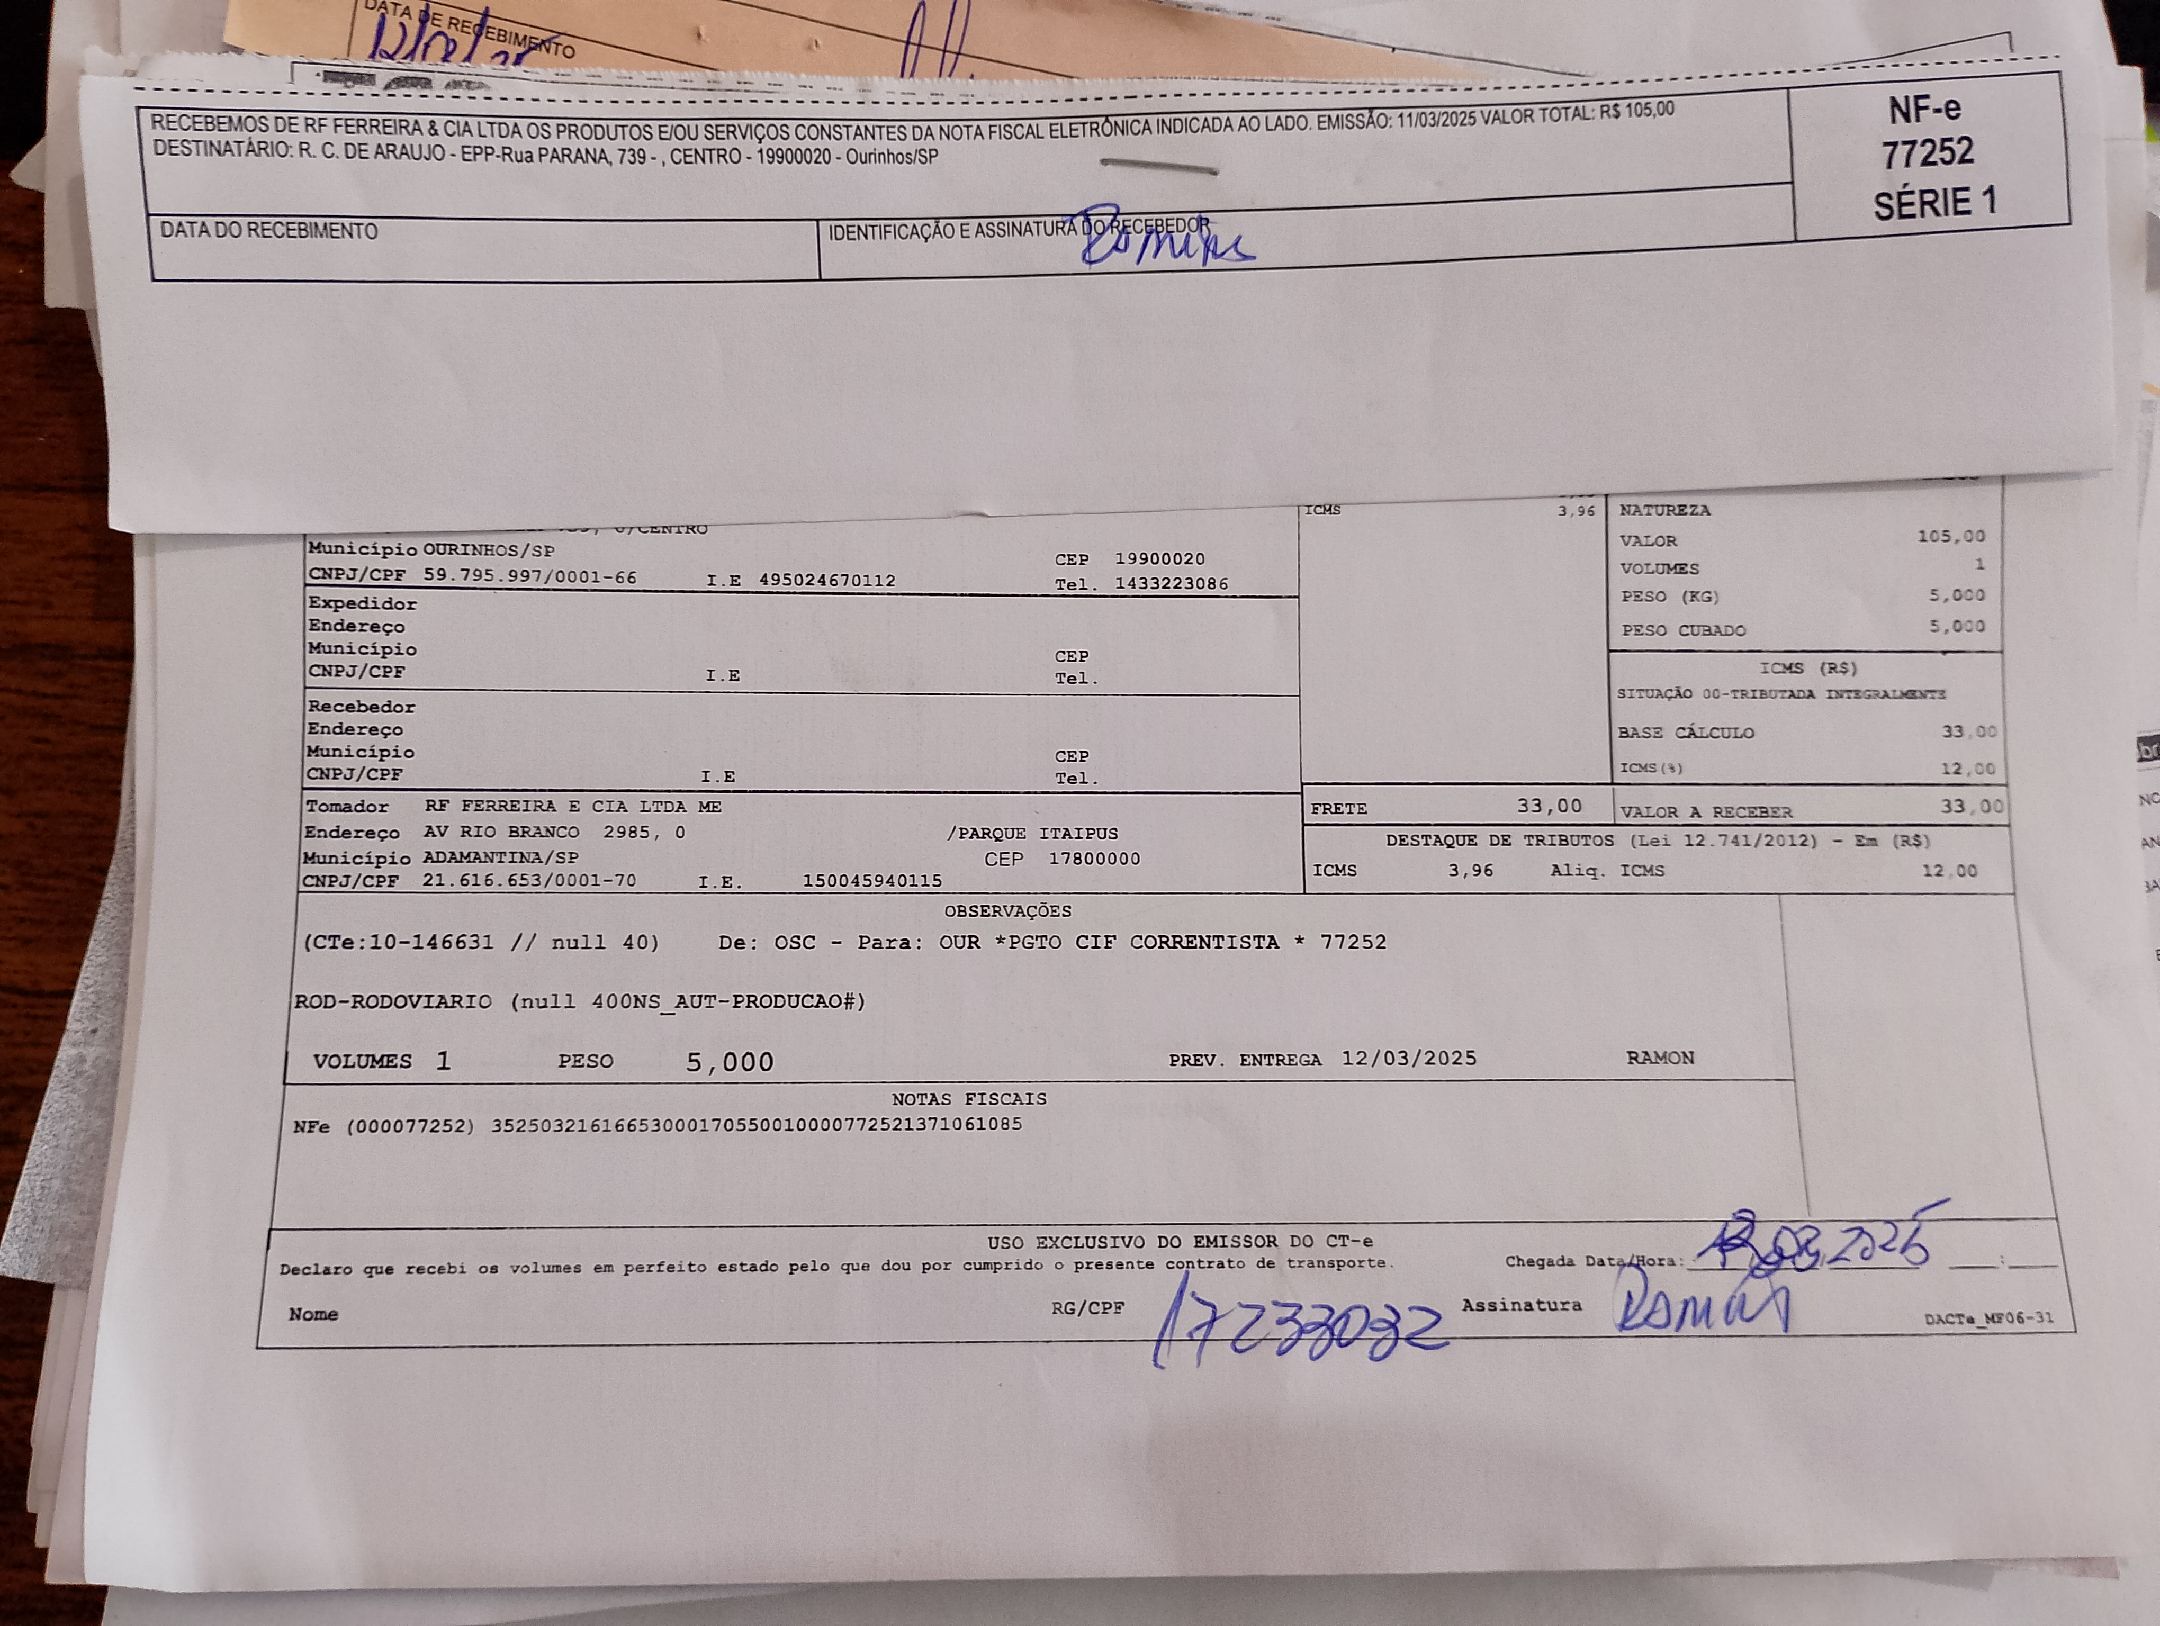 DATA DE RECEBIMENTO
RECEBEMOS DE RF FERREIRA & CIA LTDA OS PRODUTOS E/OU SERVIÇOS CONSTANTES DA NOTA FISCAL ELETRÔNICA INDICADA AO LADO. EMISSÃO: 11/03/2025 VALOR TOTAL: R$ 105,00
DESTINATÁRIO: R. C. DE ARAUJO - EPP-Rua PARANA, 739 - , CENTRO - 19900020 - Ourinhos/SP
NF-e
77252
SÉRIE 1
DATA DO RECEBIMENTO
IDENTIFICAÇÃO E ASSINATURA DO RECEBEDOR
/CENTRO
Município OURINHOS/SP CEP 19900020
CNPJ/CPF 59.795.997/0001-66 I.E 495024670112 Tel. 1433223086
Expedidor
Endereço
Município CEP
CNPJ/CPF I.E Tel.
Recebedor
Endereço
Município CEP
CNPJ/CPF I.E Tel.
Tomador RF FERREIRA E CIA LTDA ME
Endereço AV RIO BRANCO 2985, 0 /PARQUE ITAIPUS
Município ADAMANTINA/SP CEP 17800000
CNPJ/CPF 21.616.653/0001-70 I.E. 150045940115
ICMS 3,96
NATUREZA
VALOR 105,00
VOLUMES 1
PESO (KG) 5,000
PESO CUBADO 5,000
ICMS (R$)
SITUAÇÃO 00-TRIBUTADA INTEGRALMENTE
BASE CÁLCULO 33,00
ICMS(%) 12,00
FRETE 33,00 VALOR A RECEBER 33,00
DESTAQUE DE TRIBUTOS (Lei 12.741/2012) - Em (R$)
ICMS 3,96 Aliq. ICMS 12,00
OBSERVAÇÕES
(CTe:10-146631 // null 40) De: OSC - Para: OUR *PGTO CIF CORRENTISTA * 77252
ROD-RODOVIARIO (null 400NS_AUT-PRODUCAO#)
VOLUMES 1 PESO 5,000 PREV. ENTREGA 12/03/2025 RAMON
NOTAS FISCAIS
NFe (000077252) 35250321616653000170550010000772521371061085
USO EXCLUSIVO DO EMISSOR DO CT-e
Declaro que recebi os volumes em perfeito estado pelo que dou por cumprido o presente contrato de transporte. Chegada Data/Hora: 2025 __:__
Nome RG/CPF 17233032 Assinatura
DACTe_MF06-31